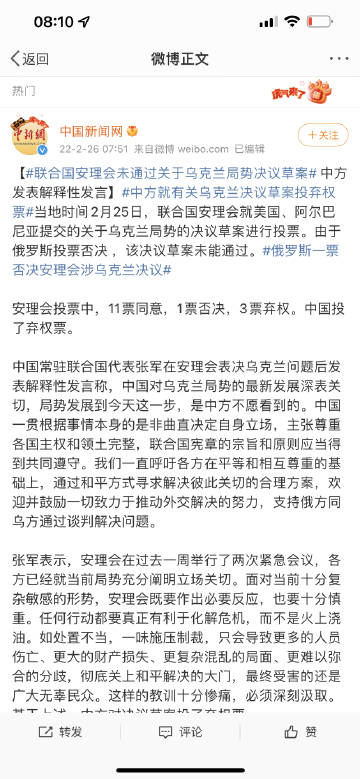 08:10
返回
微博正文
热门
虎气来了
中新网
中国新闻网
22-2-26 07:51 来自微博 weibo.com 已编辑
+关注
【#联合国安理会未通过关于乌克兰局势决议草案# 中方
发表解释性发言】#中方就有关乌克兰决议草案投弃权
票#当地时间2月25日，联合国安理会就美国、阿尔巴
尼亚提交的关于乌克兰局势的决议草案进行投票。由于
俄罗斯投票否决 ，该决议草案未能通过。#俄罗斯一票
否决安理会涉乌克兰决议#
安理会投票中，11票同意，1票否决，3票弃权。中国投
了弃权票。
中国常驻联合国代表张军在安理会表决乌克兰问题后发
表解释性发言称，中国对乌克兰局势的最新发展深表关
切，局势发展到今天这一步，是中方不愿看到的。中国
一贯根据事情本身的是非曲直决定自身立场，主张尊重
各国主权和领土完整，联合国宪章的宗旨和原则应当得
到共同遵守。我们一直呼吁各方在平等和相互尊重的基
础上，通过和平方式寻求解决彼此关切的合理方案，欢
迎并鼓励一切致力于推动外交解决的努力，支持俄方同
乌方通过谈判解决问题。
张军表示，安理会在过去一周举行了两次紧急会议，各
方已经就当前局势充分阐明立场关切。面对当前十分复
杂敏感的形势，安理会既要作出必要反应，也要十分慎
重。任何行动都要真正有利于化解危机，而不是火上浇
油。如处置不当，一味施压制裁，只会导致更多的人员
伤亡、更大的财产损失、更复杂混乱的局面、更难以弥
合的分歧，彻底关上和平解决的大门，最终受害的还是
广大无辜民众。这样的教训十分惨痛，必须深刻汲取。
基于上述，中方对决议草案投了弃权票
转发
评论
赞